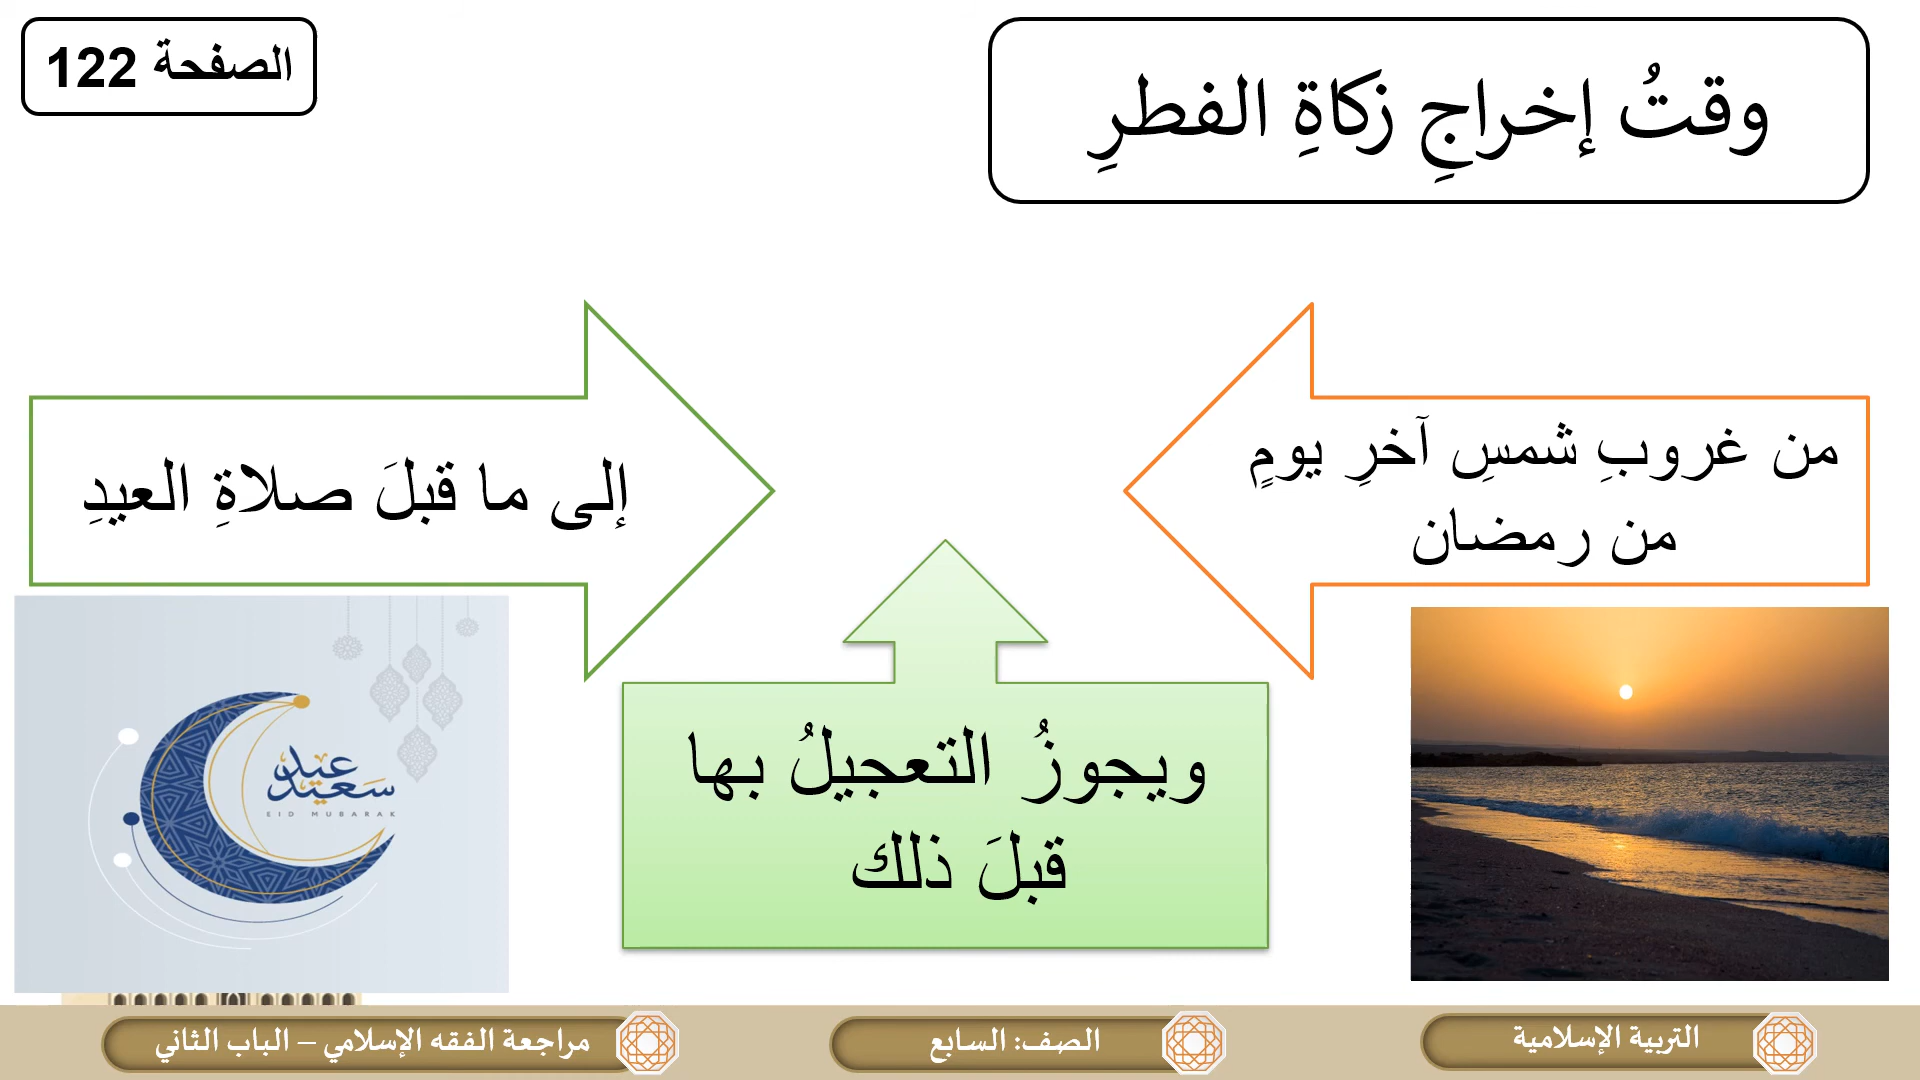 وقتُ إخراجِ زكاةِ الفطرِ
الصفحة 122
من غروبِ شمسِ آخرِ يومٍ
من رمضان
إلى ما قبلَ صلاةِ العيدِ
ويجوزُ التعجيلُ بها
قبلَ ذلك
عيد
سَعيد
EID MUBARAK
التربية الإسلامية
الصف: السابع
مراجعة الفقه الإسلامي – الباب الثاني